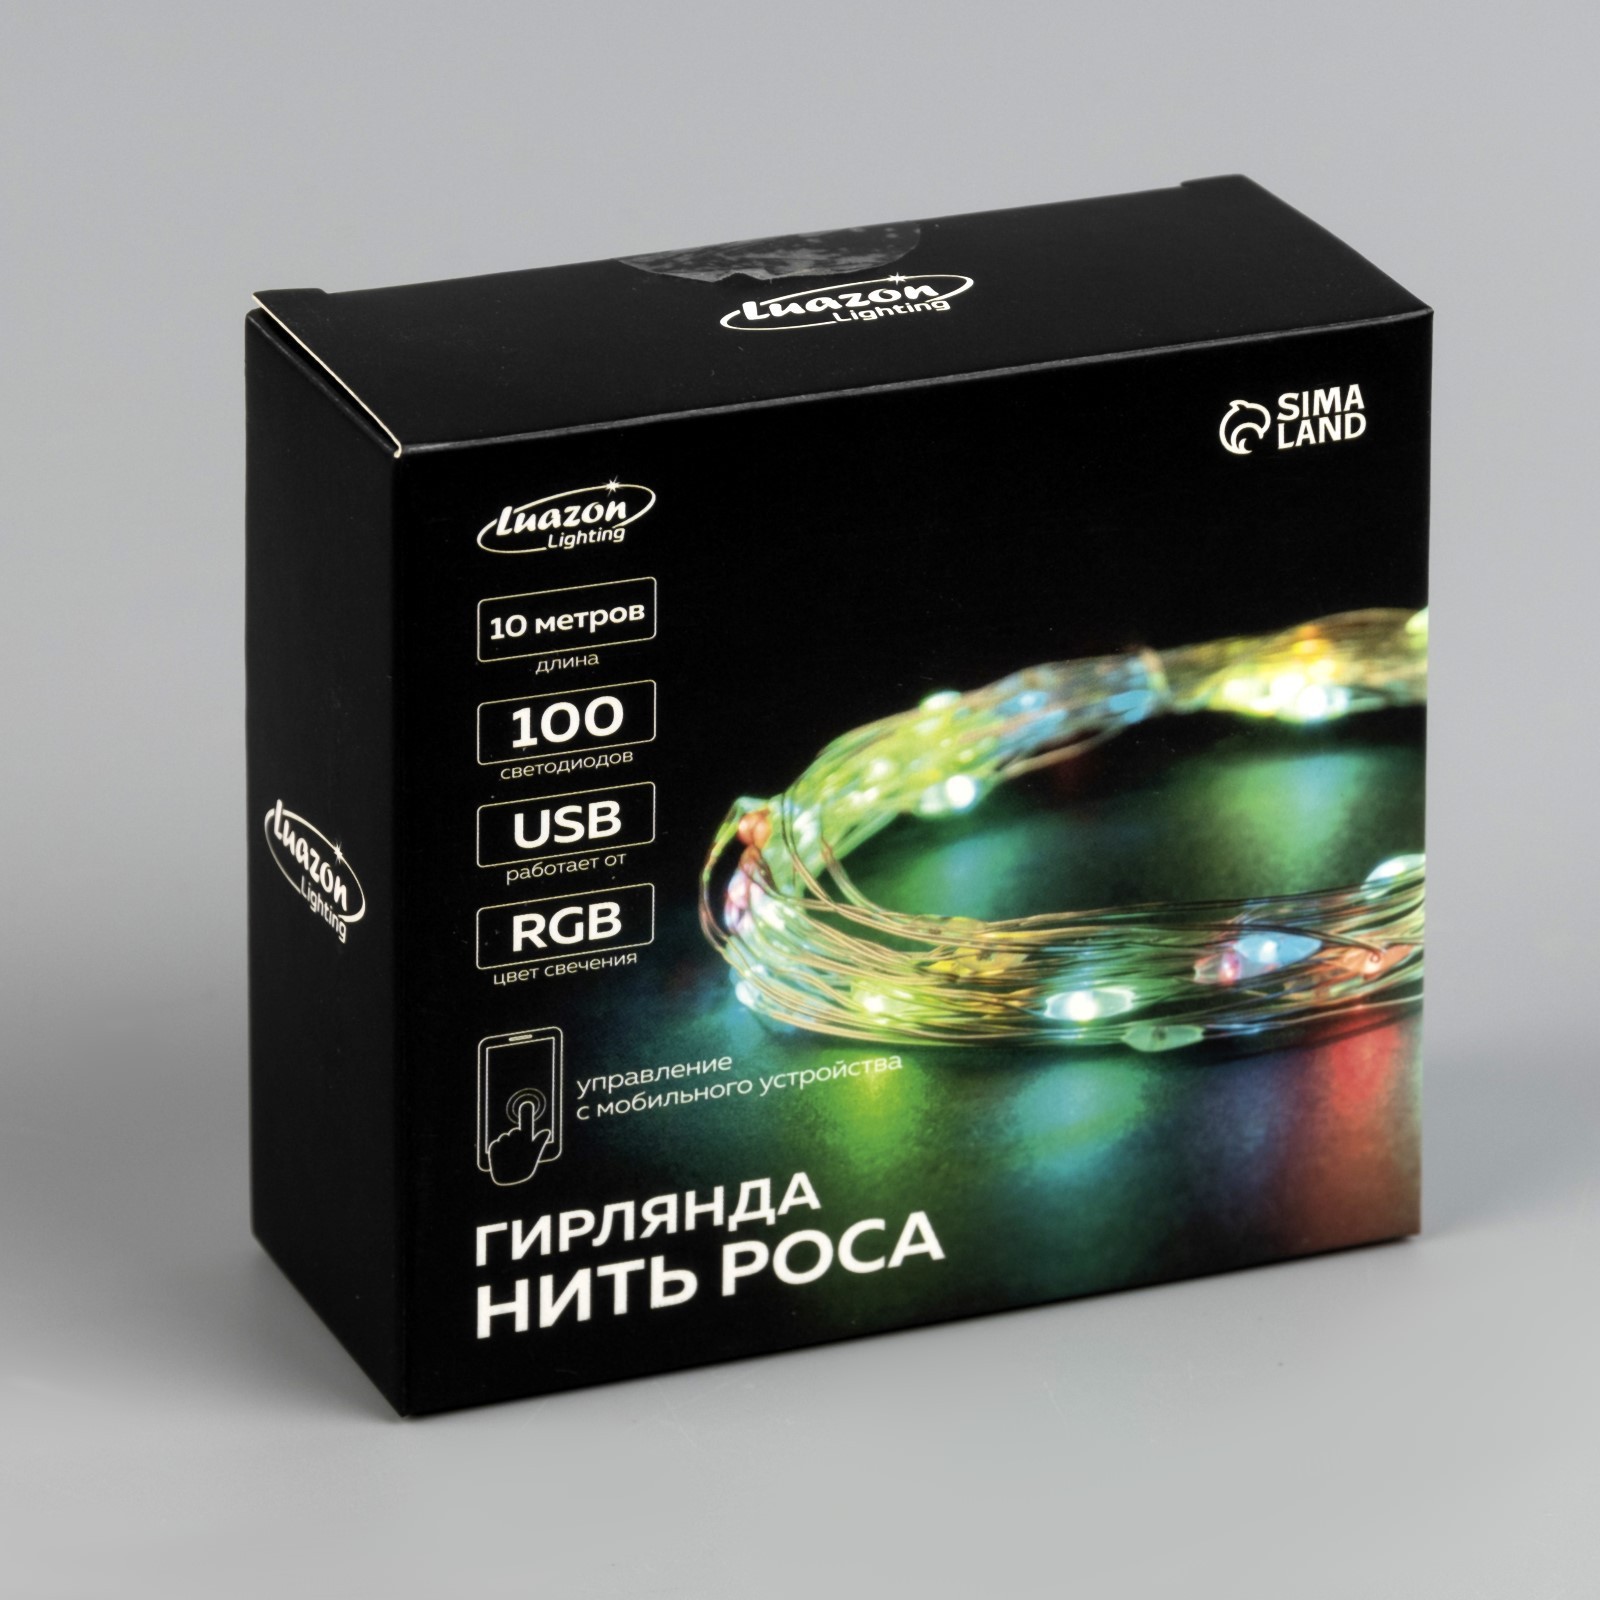 Luazon
Lighting
SIMA
LAND
Luazon
Lighting
10 метров
длина
100
светодиодов
USB
работает от
RGB
цвет свечения
управление
с мобильного устройства
ГИРЛЯНДА
НИТЬ РОСА
Luazon
Lighting